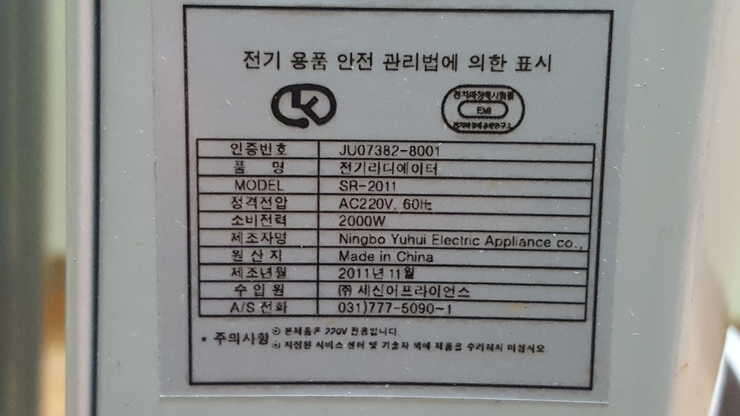 전기 용품 안전 관리법에 의한 표시
EMI
인증번호 JU07382-8001
품 명 전기라디에이터
MODEL SR-2011
정격전압 AC220V, 60Hz
소비전력 2000W
제조자명 Ningbo Yuhui Electric Appliance co.,
원 산 지 Made in China
제조년월 2011년 11월
수 입 원 ㈜ 세신어프라이언스
A/S 전화 031)777-5090~1
* 주의사항 ⊙ 본제품은 220V 전용입니다.
⊙ 지정된 서비스 센터 및 기술자 외에 제품을 수리하지 마십시오